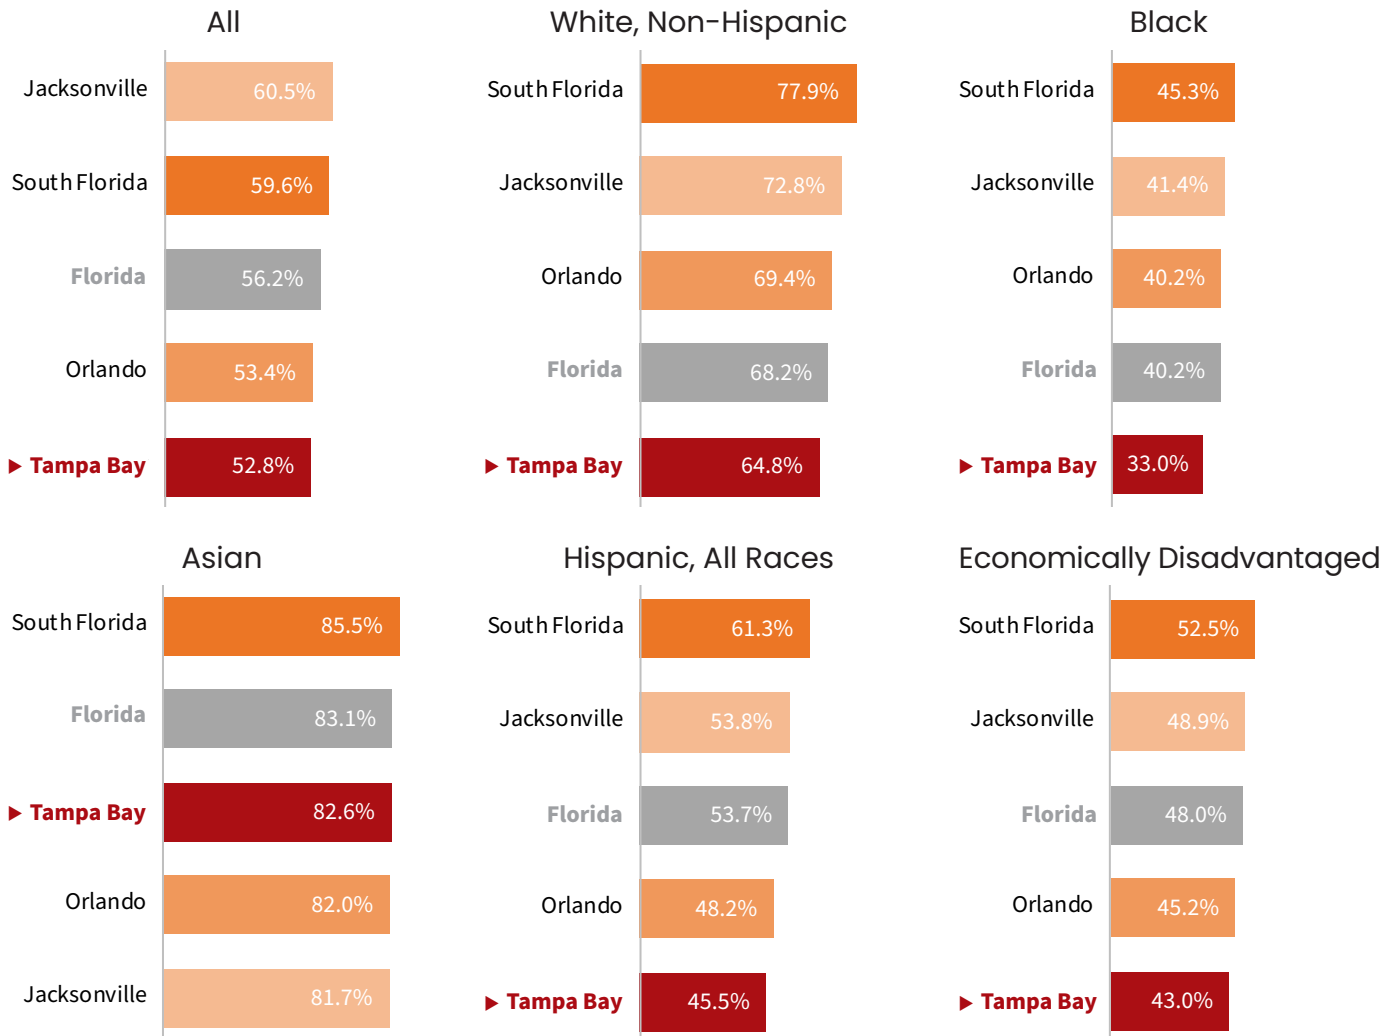 All
Jacksonville 60.5%
South Florida 59.6%
Florida 56.2%
Orlando 53.4%
▶ Tampa Bay 52.8%
White, Non-Hispanic
South Florida 77.9%
Jacksonville 72.8%
Orlando 69.4%
Florida 68.2%
▶ Tampa Bay 64.8%
Black
South Florida 45.3%
Jacksonville 41.4%
Orlando 40.2%
Florida 40.2%
▶ Tampa Bay 33.0%
Asian
South Florida 85.5%
Florida 83.1%
▶ Tampa Bay 82.6%
Orlando 82.0%
Jacksonville 81.7%
Hispanic, All Races
South Florida 61.3%
Jacksonville 53.8%
Florida 53.7%
Orlando 48.2%
▶ Tampa Bay 45.5%
Economically Disadvantaged
South Florida 52.5%
Jacksonville 48.9%
Florida 48.0%
Orlando 45.2%
▶ Tampa Bay 43.0%